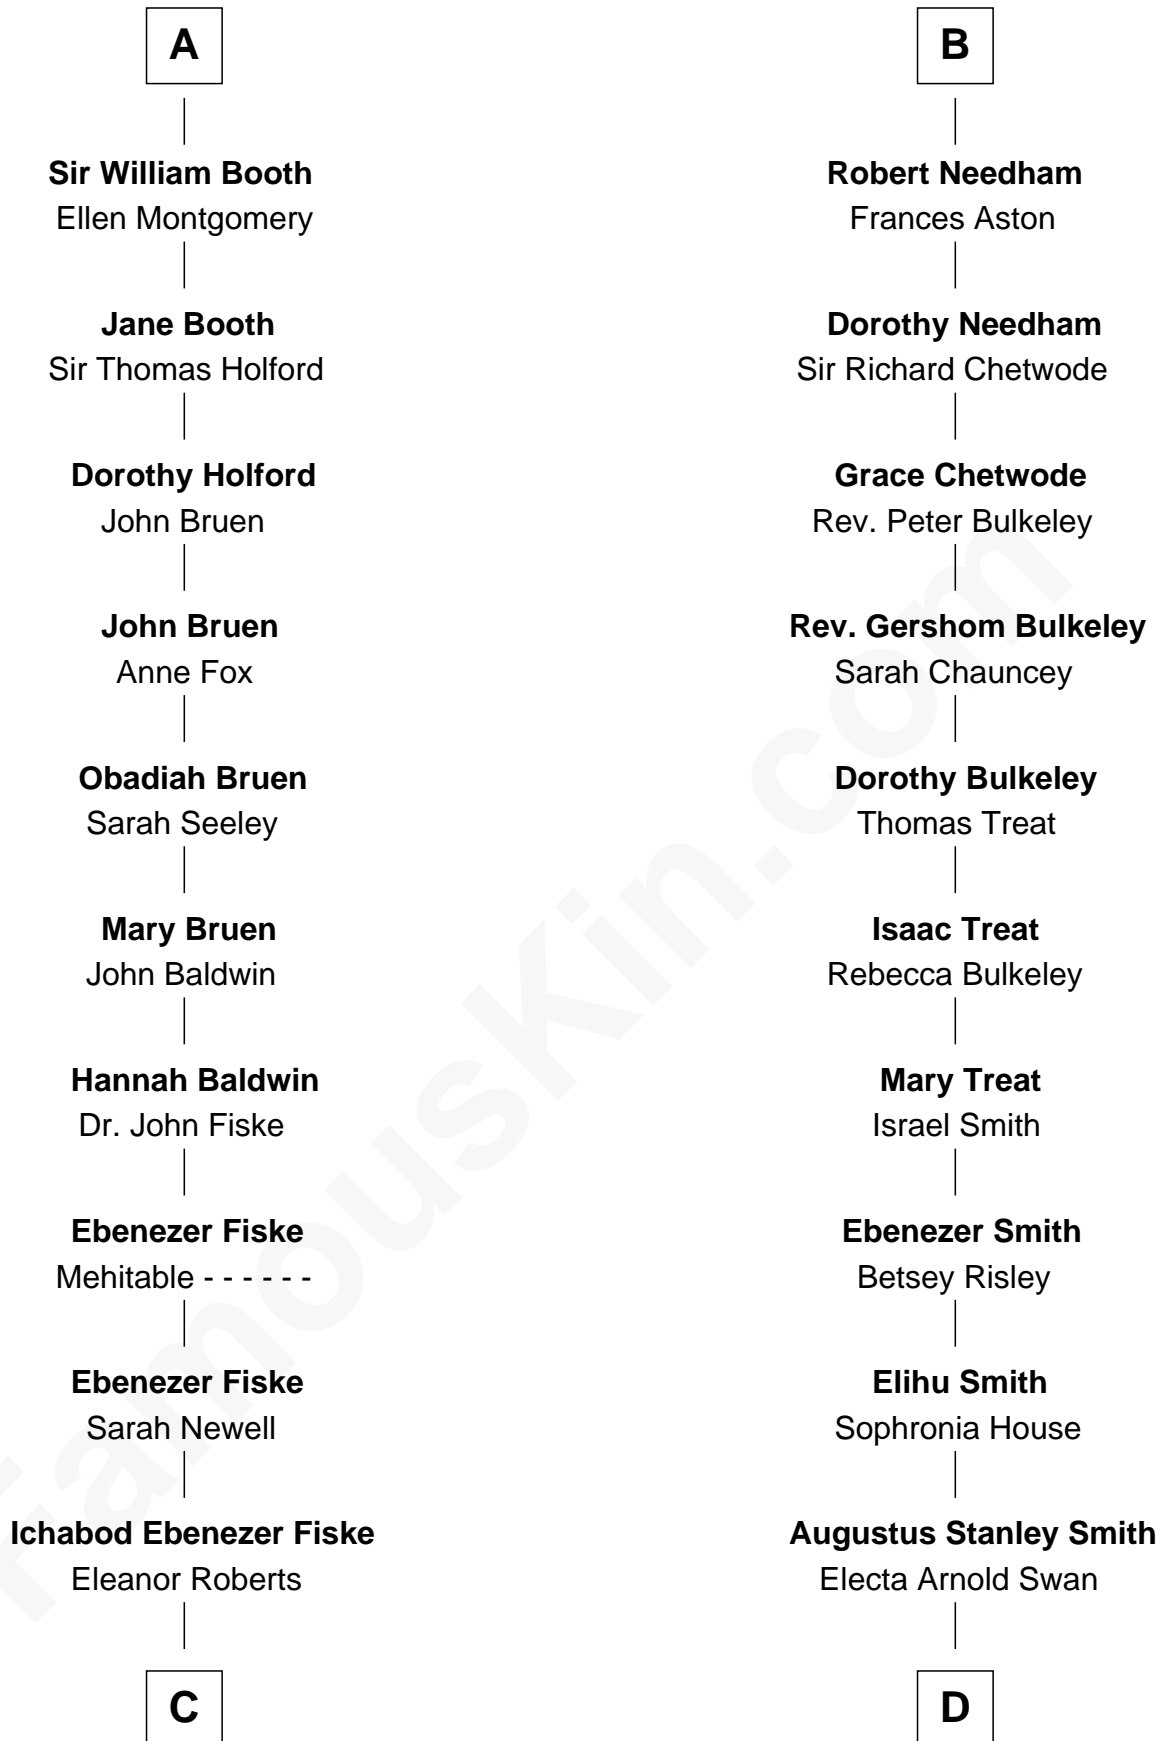 A
Sir William Booth
Ellen Montgomery
Jane Booth
Sir Thomas Holford
Dorothy Holford
John Bruen
John Bruen
Anne Fox
Obadiah Bruen
Sarah Seeley
Mary Bruen
John Baldwin
Hannah Baldwin
Dr. John Fiske
Ebenezer Fiske
Mehitable - - - - - -
Ebenezer Fiske
Sarah Newell
Ichabod Ebenezer Fiske
Eleanor Roberts
C
B
Robert Needham
Frances Aston
Dorothy Needham
Sir Richard Chetwode
Grace Chetwode
Rev. Peter Bulkeley
Rev. Gershom Bulkeley
Sarah Chauncey
Dorothy Bulkeley
Thomas Treat
Isaac Treat
Rebecca Bulkeley
Mary Treat
Israel Smith
Ebenezer Smith
Betsey Risley
Elihu Smith
Sophronia House
Augustus Stanley Smith
Electa Arnold Swan
D
FamousKin.com